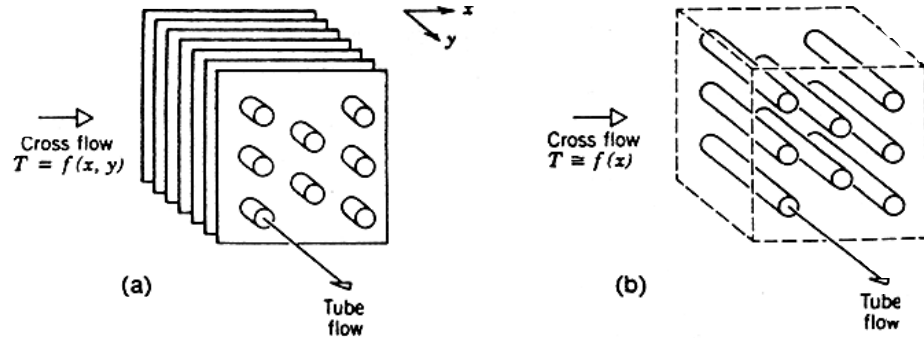 x
y
Cross flow
T = f(x, y)
(a)
Tube
flow
Cross flow
T ≅ f(x)
(b)
Tube
flow